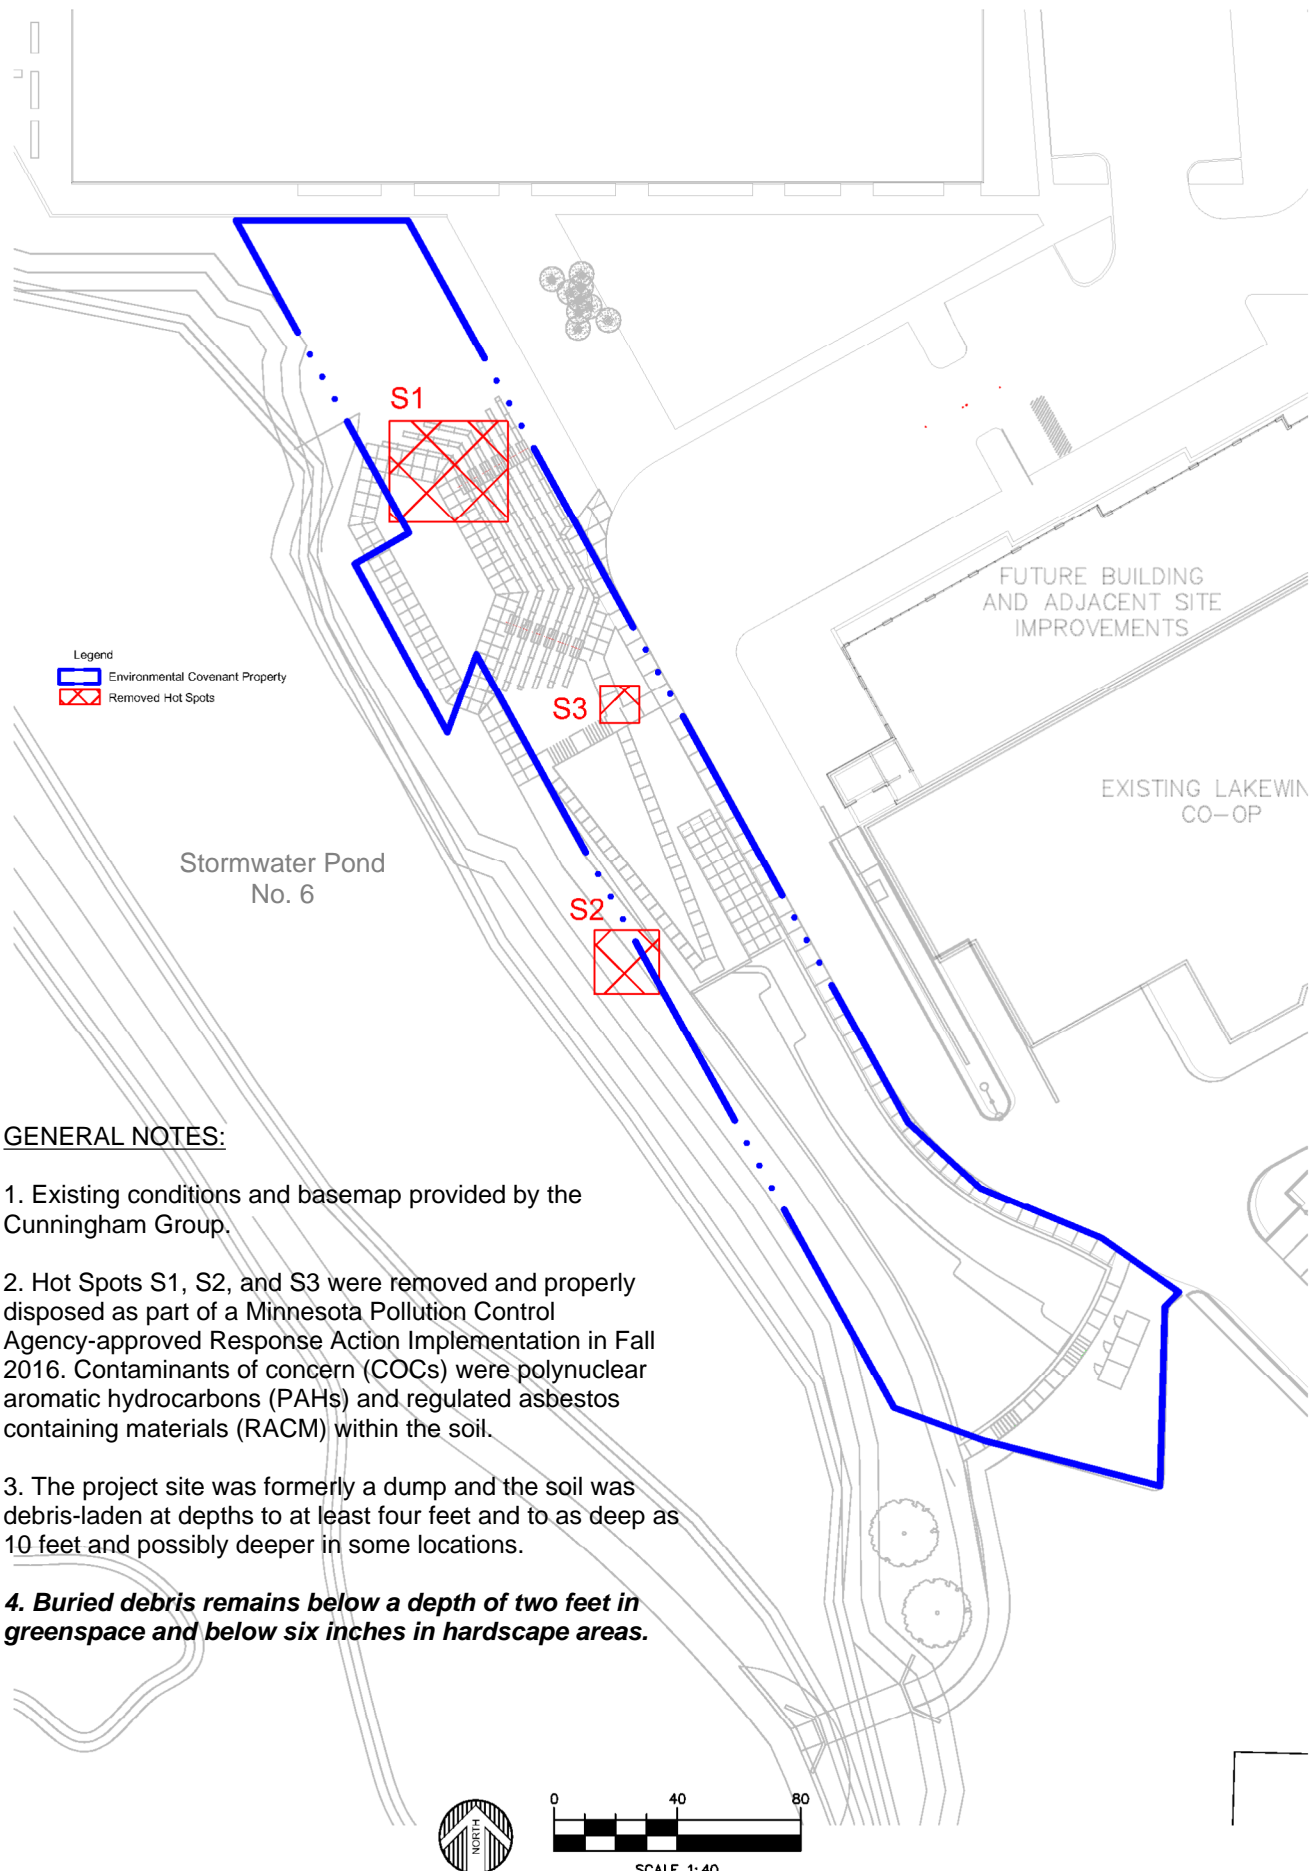 S1
FUTURE BUILDING
AND ADJACENT SITE
IMPROVEMENTS
Legend
Environmental Covenant Property
Removed Hot Spots
S3
EXISTING LAKEWIN
CO-OP
Stormwater Pond
No. 6
S2
GENERAL NOTES:
1. Existing conditions and basemap provided by the
Cunningham Group.
2. Hot Spots S1, S2, and S3 were removed and properly
disposed as part of a Minnesota Pollution Control
Agency-approved Response Action Implementation in Fall
2016. Contaminants of concern (COCs) were polynuclear
aromatic hydrocarbons (PAHs) and regulated asbestos
containing materials (RACM) within the soil.
3. The project site was formerly a dump and the soil was
debris-laden at depths to at least four feet and to as deep as
10 feet and possibly deeper in some locations.
4. Buried debris remains below a depth of two feet in
greenspace and below six inches in hardscape areas.
NORTH
0 40 80
SCALE 1:40